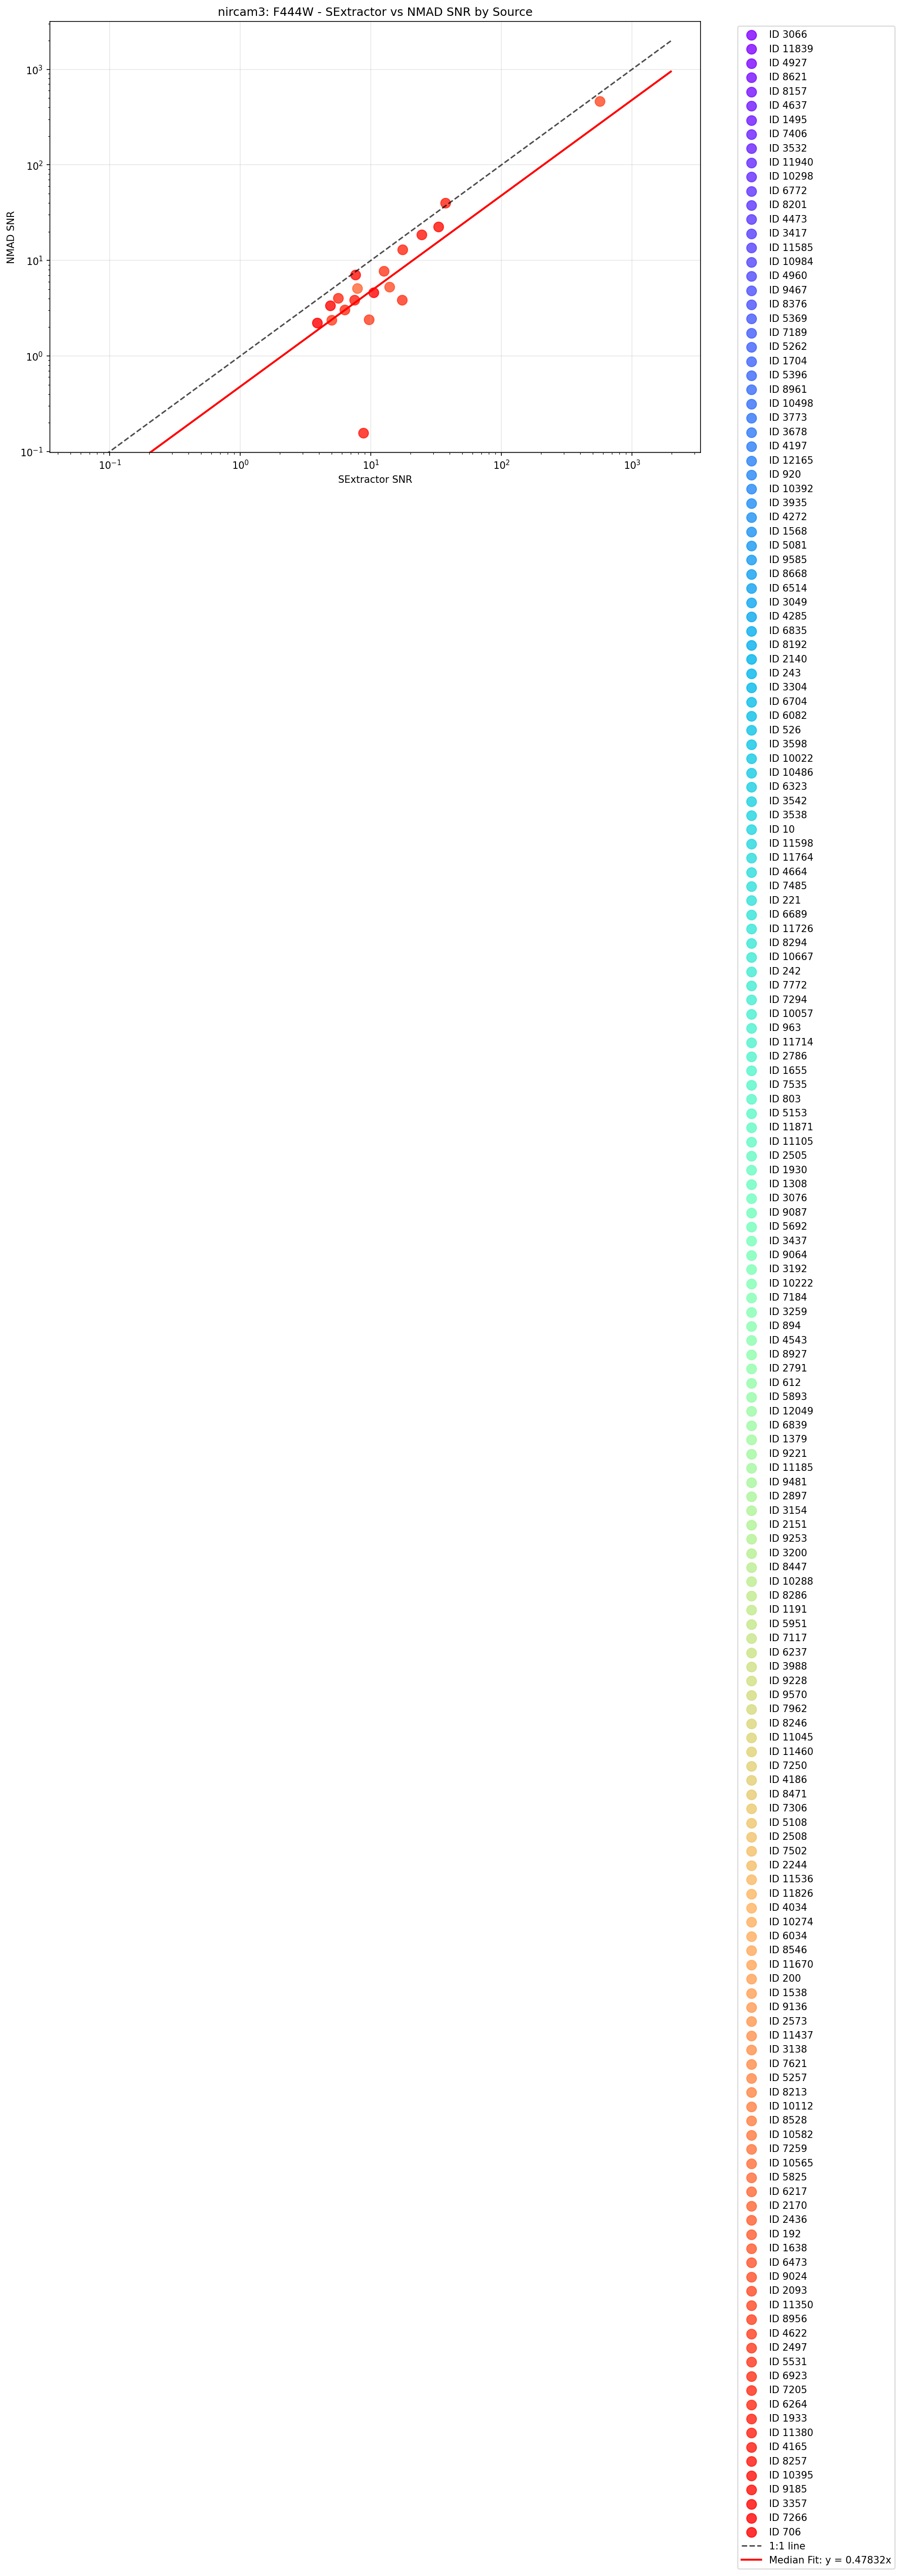 nircam3: F444W - SExtractor vs NMAD SNR by Source
NMAD SNR
10³
10²
10¹
10⁰
10⁻¹
10⁻¹
10⁰
10¹
10²
10³
SExtractor SNR
ID 3066
ID 11839
ID 4927
ID 8621
ID 8157
ID 4637
ID 1495
ID 7406
ID 3532
ID 11940
ID 10298
ID 6772
ID 8201
ID 4473
ID 3417
ID 11585
ID 10984
ID 4960
ID 9467
ID 8376
ID 5369
ID 7189
ID 5262
ID 1704
ID 5396
ID 8961
ID 10498
ID 3773
ID 3678
ID 4197
ID 12165
ID 920
ID 10392
ID 3935
ID 4272
ID 1568
ID 5081
ID 9585
ID 8668
ID 6514
ID 3049
ID 4285
ID 6835
ID 8192
ID 2140
ID 243
ID 3304
ID 6704
ID 6082
ID 526
ID 3598
ID 10022
ID 10486
ID 6323
ID 3542
ID 3538
ID 10
ID 11598
ID 11764
ID 4664
ID 7485
ID 221
ID 6689
ID 11726
ID 8294
ID 10667
ID 242
ID 7772
ID 7294
ID 10057
ID 963
ID 11714
ID 2786
ID 1655
ID 7535
ID 803
ID 5153
ID 11871
ID 11105
ID 2505
ID 1930
ID 1308
ID 3076
ID 9087
ID 5692
ID 3437
ID 9064
ID 3192
ID 10222
ID 7184
ID 3259
ID 894
ID 4543
ID 8927
ID 2791
ID 612
ID 5893
ID 12049
ID 6839
ID 1379
ID 9221
ID 11185
ID 9481
ID 2897
ID 3154
ID 2151
ID 9253
ID 3200
ID 8447
ID 10288
ID 8286
ID 1191
ID 5951
ID 7117
ID 6237
ID 3988
ID 9228
ID 9570
ID 7962
ID 8246
ID 11045
ID 11460
ID 7250
ID 4186
ID 8471
ID 7306
ID 5108
ID 2508
ID 7502
ID 2244
ID 11536
ID 11826
ID 4034
ID 10274
ID 6034
ID 8546
ID 11670
ID 200
ID 1538
ID 9136
ID 2573
ID 11437
ID 3138
ID 7621
ID 5257
ID 8213
ID 10112
ID 8528
ID 10582
ID 7259
ID 10565
ID 5825
ID 6217
ID 2170
ID 2436
ID 192
ID 1638
ID 6473
ID 9024
ID 2093
ID 11350
ID 8956
ID 4622
ID 2497
ID 5531
ID 6923
ID 7205
ID 6264
ID 1933
ID 11380
ID 4165
ID 8257
ID 10395
ID 9185
ID 3357
ID 7266
ID 706
1:1 line
Median Fit: y = 0.47832x